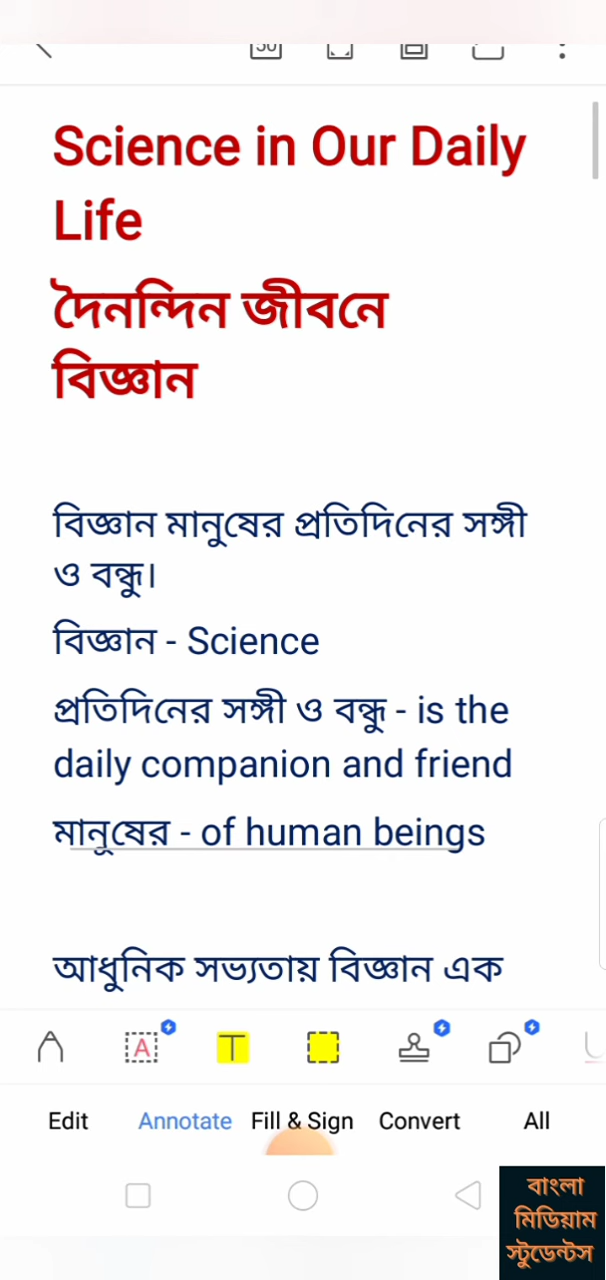 Science in Our Daily
Life
দৈনন্দিন জীবনে
বিজ্ঞান
বিজ্ঞান মানুষের প্রতিদিনের সঙ্গী
ও বন্ধু।
বিজ্ঞান - Science
প্রতিদিনের সঙ্গী ও বন্ধু - is the
daily companion and friend
মানুষের - of human beings
আধুনিক সভ্যতায় বিজ্ঞান এক
A T
Edit Annotate Fill & Sign Convert All
বাংলা
মিডিয়াম
স্টুডেন্টস